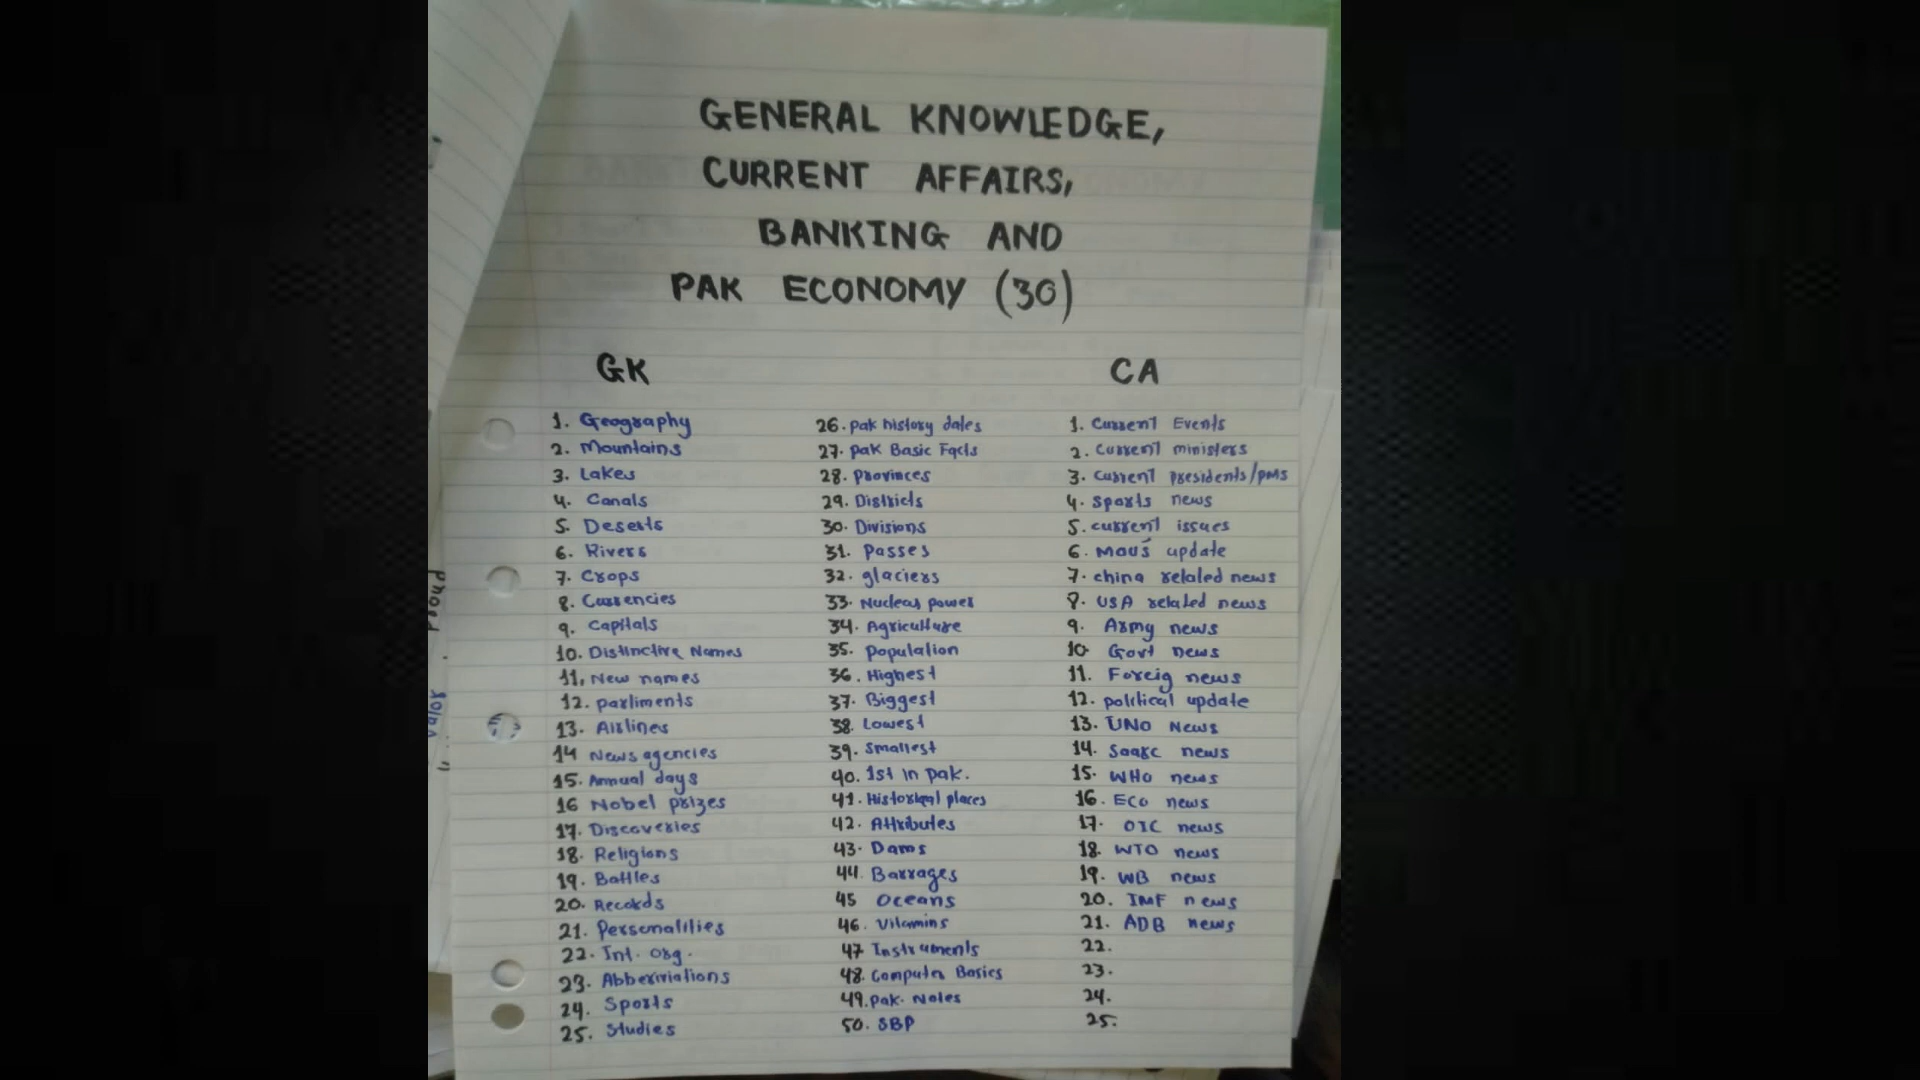 GENERAL KNOWLEDGE,
CURRENT AFFAIRS,
BANKING AND
PAK ECONOMY (30)
GK
1. Geography
2. Mountains
3. Lakes
4. Canals
5. Deserts
6. Rivers
7. Crops
8. Currencies
9. Capitals
10. Distinctive Names
11, New names
12. parliments
13. Airlines
14 News agencies
15. Annual days
16 Nobel prizes
17. Discoveries
18. Religions
19. Battles
20. Records
21. Personalities
22. Int. org.
23. Abberiviations
24. Sports
25. Studies
26. pak history dates
27. pak Basic Facts
28. provinces
29. Districts
30. Divisions
31. passes
32. glaciers
33. Nuclear power
34. Agriculture
35. population
36. Highest
37. Biggest
38. Lowest
39. Smallest
40. 1st in pak.
41. Historical places
42. Attributes
43. Dams
44. Barrages
45 Oceans
46. Vitamins
47 Instruments
48. Computer Basics
49. pak. Notes
50. SBP
CA
1. Current Events
2. Current ministers
3. Current presidents/pms
4. sports news
5. current issues
6. Mou's update
7. china related news
8. USA related news
9. Army news
10. Govt news
11. Foreig news
12. political update
13. UNO News
14. Saarc news
15. WHO news
16. ECO news
17. OIC news
18. WTO news
19. WB news
20. IMF news
21. ADB news
22.
23.
24.
25.